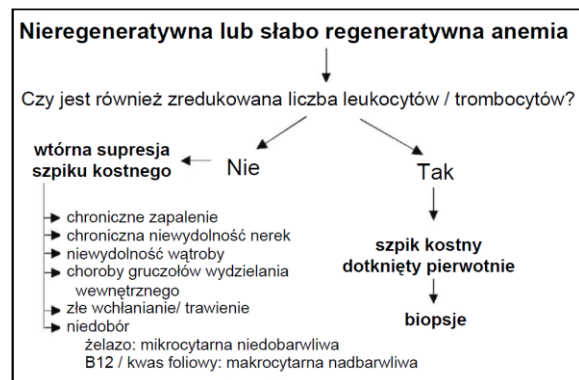 Nieregeneratywna lub słabo regeneratywna anemia
Czy jest również zredukowana liczba leukocytów / trombocytów?
wtórna supresja
szpiku kostnego
Nie
Tak
chroniczne zapalenie
chroniczna niewydolność nerek
niewydolność wątroby
choroby gruczołów wydzielania
wewnętrznego
złe wchłanianie/ trawienie
niedobór
żelazo: mikrocytarna niedobarwliwa
B12 / kwas foliowy: makrocytarna nadbarwliwa
szpik kostny
dotknięty pierwotnie
biopsje